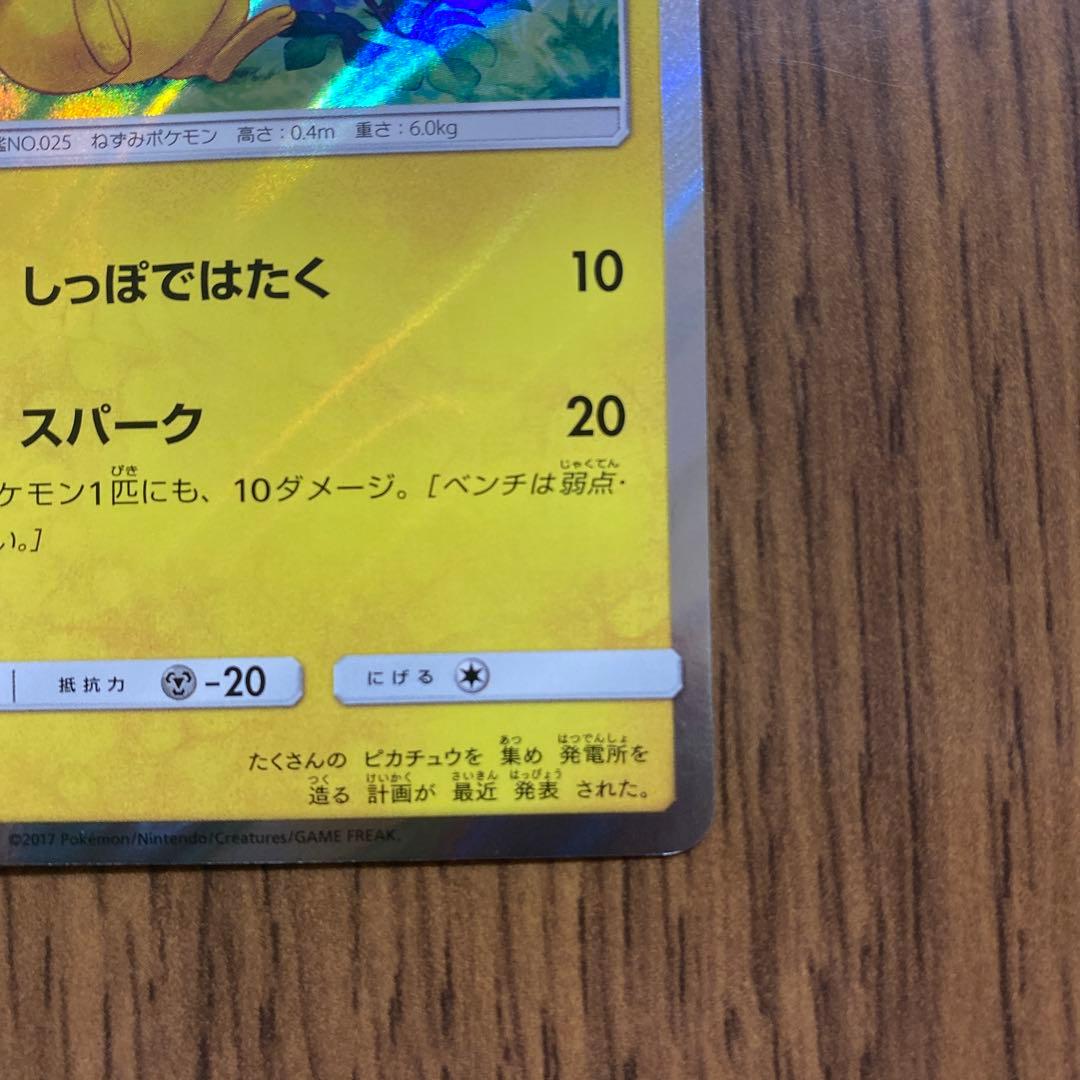 NO.025 ねずみポケモン 高さ：0.4m 重さ：6.0kg
しっぽではたく 10
スパーク 20
ケモン1匹にも、10ダメージ。[ベンチは弱点・
い。]
抵抗力 -20 にげる
たくさんの ピカチュウを 集め 発電所を
造る 計画が 最近 発表 された。
©2017 Pokémon/Nintendo/Creatures/GAME FREAK.